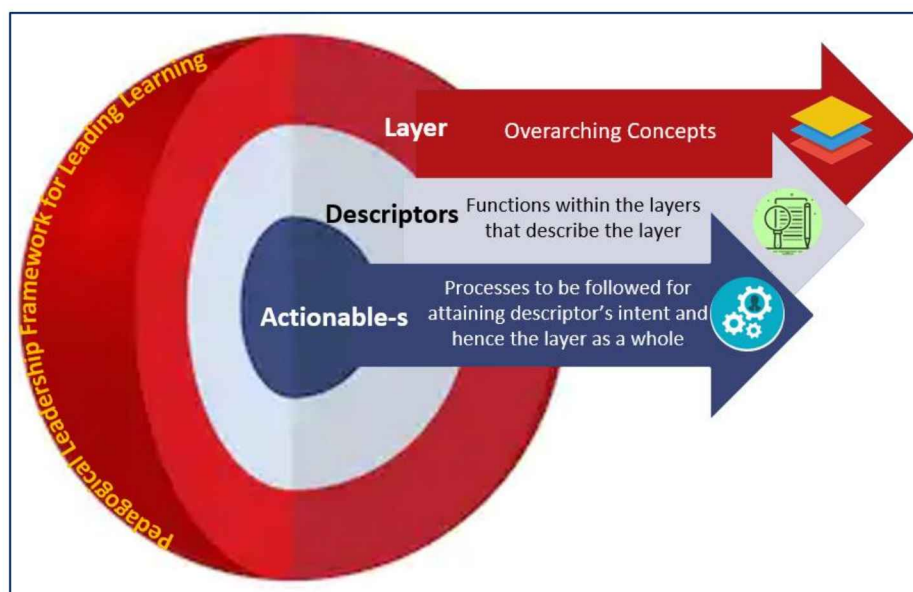 Pedagogical Leadership Framework for Leading Learning
Layer
Overarching Concepts
Descriptors
Functions within the layers
that describe the layer
Actionable-s
Processes to be followed for
attaining descriptor's intent and
hence the layer as a whole